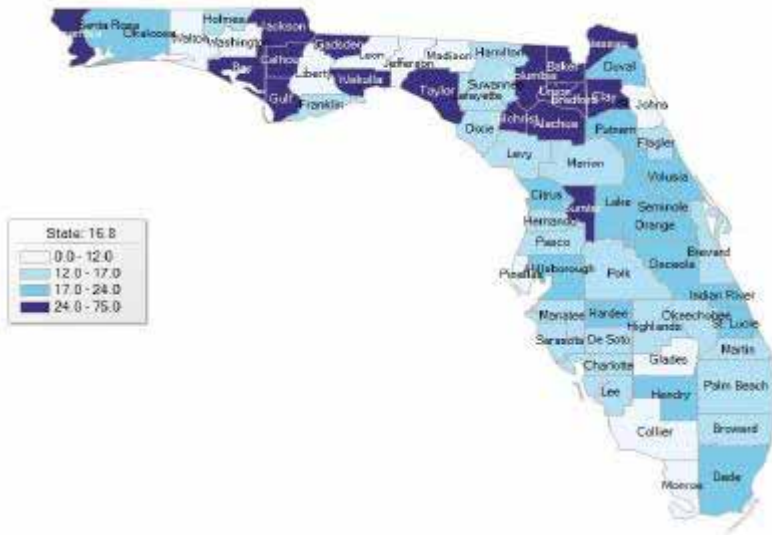 Santa Rosa
Okaloosa
Walton
Holmes
Washington
Jackson
Bay
Calhoun
Gulf
Gadsden
Liberty
Franklin
Leon
Wakulla
Jefferson
Madison
Taylor
Hamilton
Suwannee
Lafayette
Dixie
Columbia
Baker
Union
Bradford
Gilchrist
Alachua
Levy
Nassau
Duval
Clay
St. Johns
Putnam
Flagler
Marion
Volusia
Citrus
Sumter
Lake
Seminole
Hernando
Orange
Pasco
Pinellas
Hillsborough
Polk
Osceola
Brevard
Indian River
Manatee
Hardee
Highlands
Okeechobee
St. Lucie
Sarasota
De Soto
Martin
Charlotte
Glades
Lee
Hendry
Palm Beach
Collier
Broward
Monroe
Dade
State: 16.8
0.0 - 12.0
12.0 - 17.0
17.0 - 24.0
24.0 - 75.0